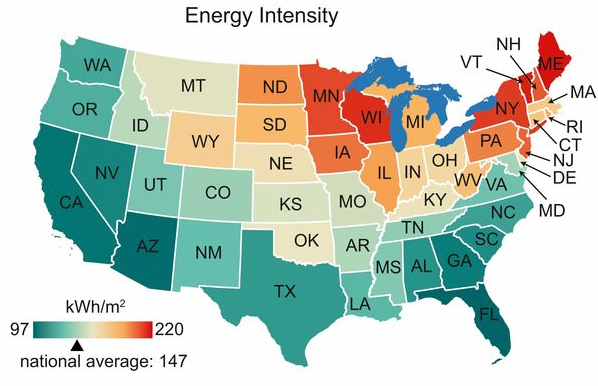 Energy Intensity
NH
VT
ME
WA
MT
ND
MN
MA
OR
ID
SD
WI
MI
NY
RI
WY
IA
PA
CT
NV
NE
IL
IN
OH
NJ
UT
CO
KS
MO
KY
WV
VA
DE
CA
MD
AZ
NM
OK
AR
TN
NC
SC
MS
AL
GA
TX
LA
FL
kWh/m²
97 220
national average: 147